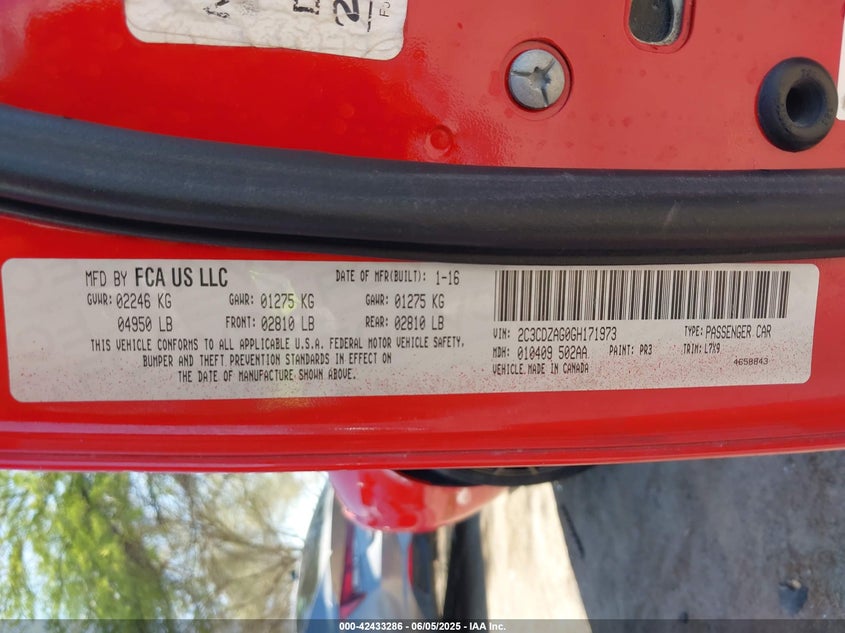 MFD BY FCA US LLC DATE OF MFR(BUILT): 1-16
GVWR: 02246 KG GAWR: 01275 KG GAWR: 01275 KG
04950 LB FRONT: 02810 LB REAR: 02810 LB
THIS VEHICLE CONFORMS TO ALL APPLICABLE U.S.A. FEDERAL MOTOR VEHICLE SAFETY,
BUMPER AND THEFT PREVENTION STANDARDS IN EFFECT ON
THE DATE OF MANUFACTURE SHOWN ABOVE.
VIN: 2C3CDZAG0GH171973 TYPE: PASSENGER CAR
MDH: 010409 502AA PAINT: PR3 TRIM: L7X9
VEHICLE MADE IN CANADA 4658843
000-42433286 - 06/05/2025 - IAA Inc.